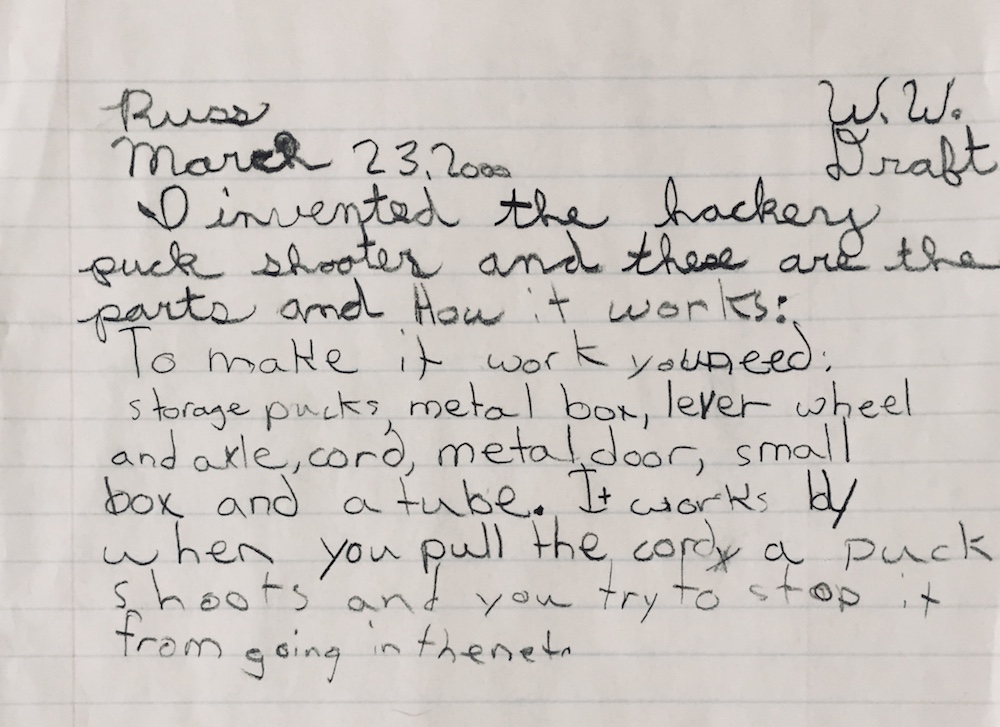 Russ W.W.
March 23, 2000 Draft
I invented the hackery
puck shooter and these are the
parts and How it works:
To make it work you need:
storage pucks, metal box, lever wheel
and axle, cord, metal door, small
box and a tube. It works by
when you pull the cord a puck
shoots and you try to stop it
from going in the net.